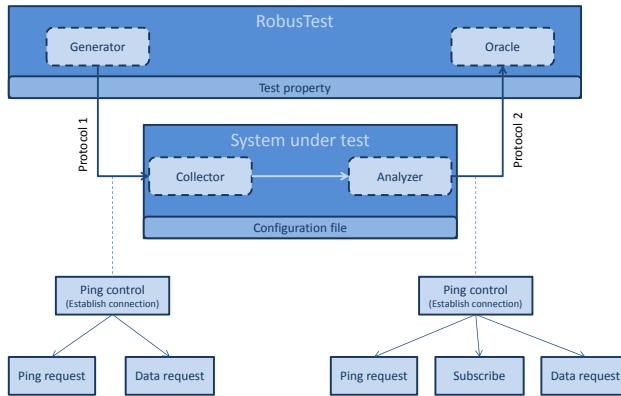 RobusTest
Generator
Oracle
Test property
Protocol 1
Protocol 2
System under test
Collector
Analyzer
Configuration file
Ping control
(Establish connection)
Ping control
(Establish connection)
Ping request
Data request
Ping request
Subscribe
Data request